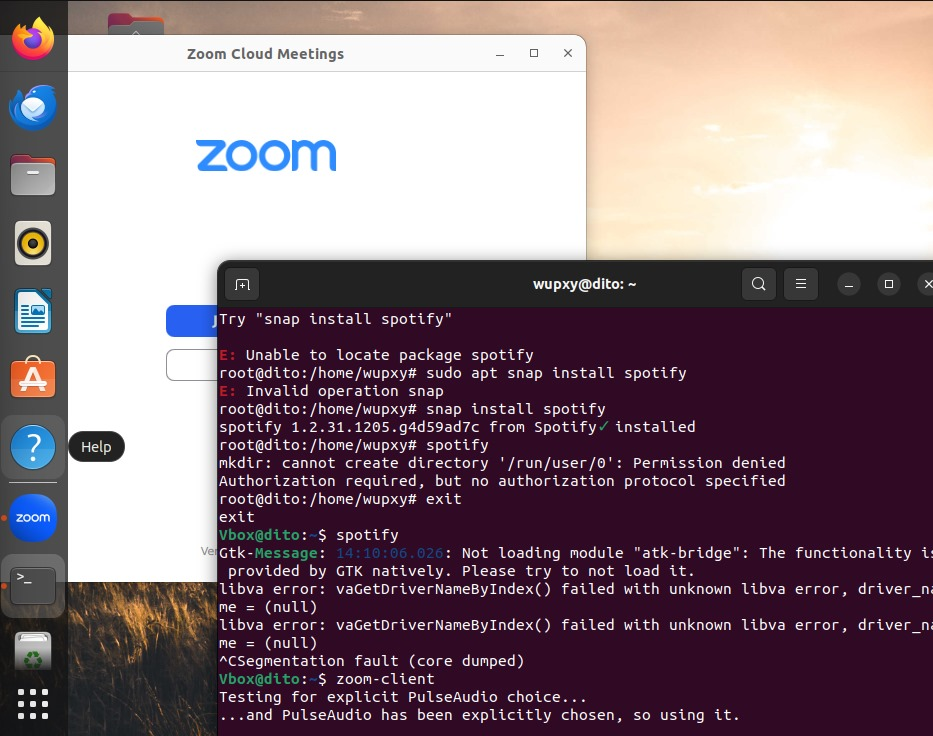 Zoom Cloud Meetings
zoom
wupxy@dito: ~
Try "snap install spotify"
E: Unable to locate package spotify
root@dito:/home/wupxy# sudo apt snap install spotify
E: Invalid operation snap
root@dito:/home/wupxy# snap install spotify
spotify 1.2.31.1205.g4d59ad7c from Spotify✓ installed
root@dito:/home/wupxy# spotify
mkdir: cannot create directory '/run/user/0': Permission denied
Authorization required, but no authorization protocol specified
root@dito:/home/wupxy# exit
exit
Vbox@dito:~$ spotify
Gtk-Message: 14:10:06.026: Not loading module "atk-bridge": The functionality is
provided by GTK natively. Please try to not load it.
libva error: vaGetDriverNameByIndex() failed with unknown libva error, driver_na
me = (null)
libva error: vaGetDriverNameByIndex() failed with unknown libva error, driver_na
me = (null)
^CSegmentation fault (core dumped)
Vbox@dito:~$ zoom-client
Testing for explicit PulseAudio choice...
...and PulseAudio has been explicitly chosen, so using it.
Help
zoom
Ver